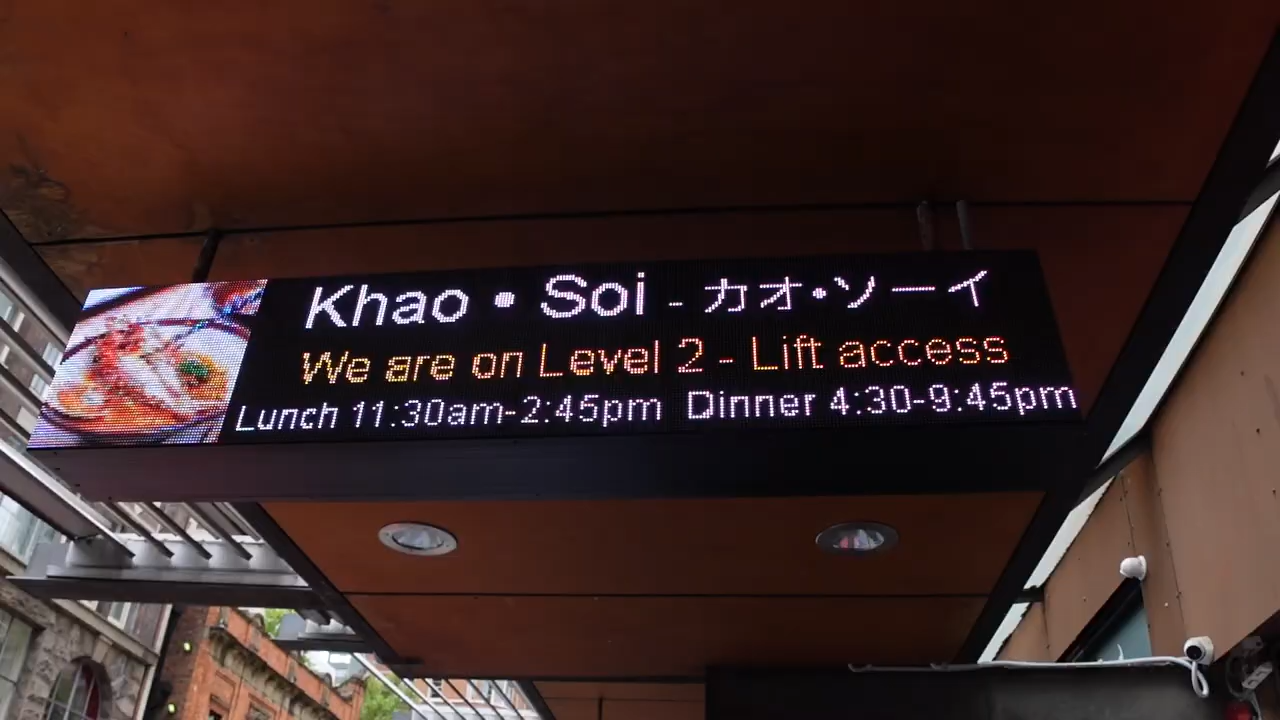 Khao • Soi - カオ・ソーイ
We are on Level 2 - Lift access
Lunch 11:30am-2:45pm Dinner 4:30-9:45pm